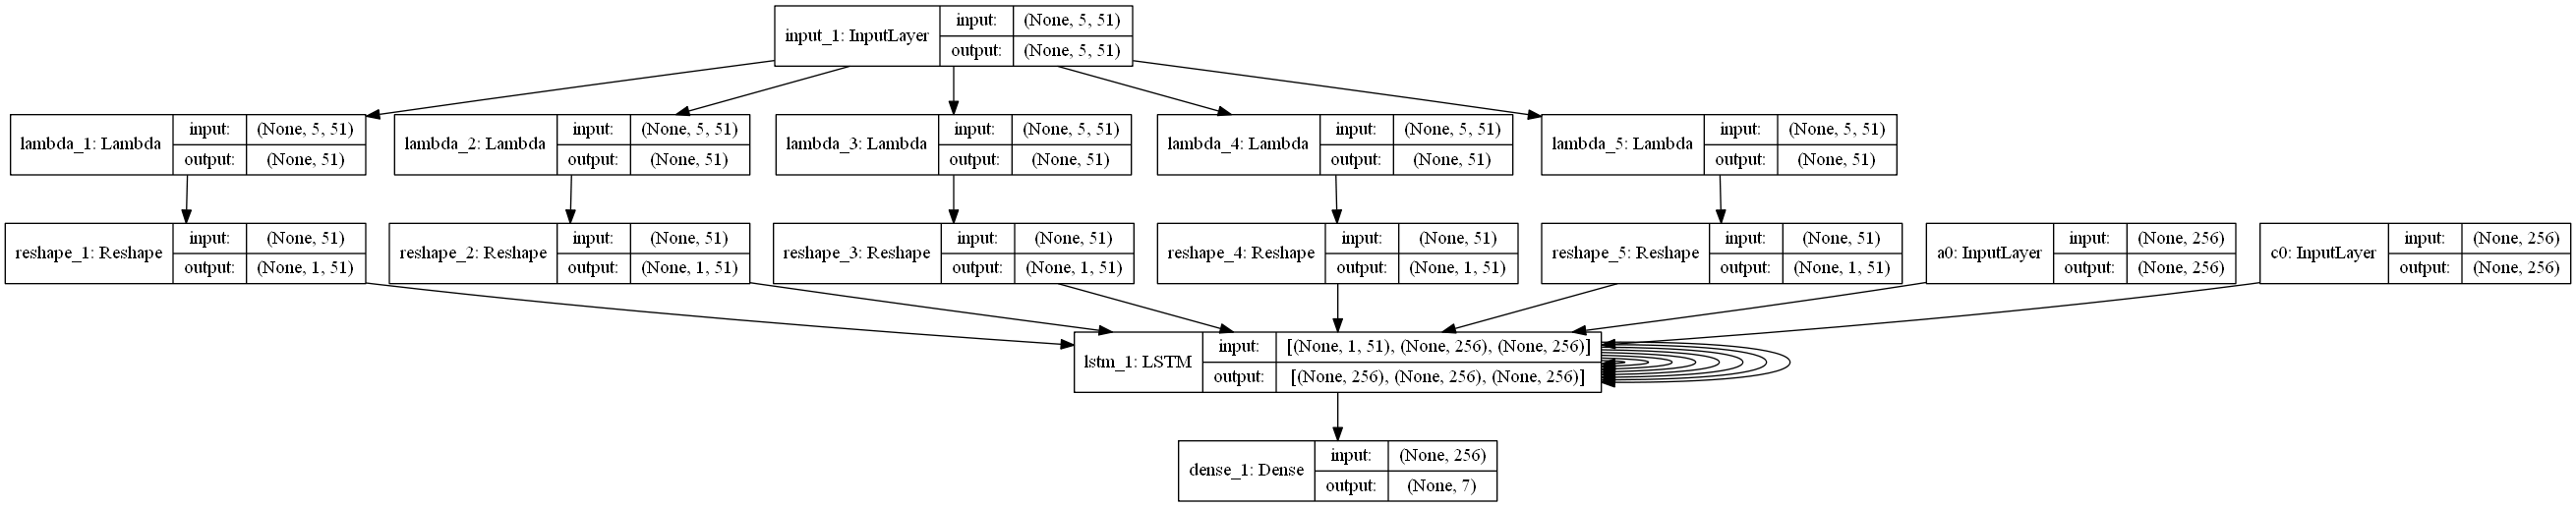 input_1: InputLayer
input: (None, 5, 51)
output: (None, 5, 51)
lambda_1: Lambda
input: (None, 5, 51)
output: (None, 51)
lambda_2: Lambda
input: (None, 5, 51)
output: (None, 51)
lambda_3: Lambda
input: (None, 5, 51)
output: (None, 51)
lambda_4: Lambda
input: (None, 5, 51)
output: (None, 51)
lambda_5: Lambda
input: (None, 5, 51)
output: (None, 51)
reshape_1: Reshape
input: (None, 51)
output: (None, 1, 51)
reshape_2: Reshape
input: (None, 51)
output: (None, 1, 51)
reshape_3: Reshape
input: (None, 51)
output: (None, 1, 51)
reshape_4: Reshape
input: (None, 51)
output: (None, 1, 51)
reshape_5: Reshape
input: (None, 51)
output: (None, 1, 51)
a0: InputLayer
input: (None, 256)
output: (None, 256)
c0: InputLayer
input: (None, 256)
output: (None, 256)
lstm_1: LSTM
input: [(None, 1, 51), (None, 256), (None, 256)]
output: [(None, 256), (None, 256), (None, 256)]
dense_1: Dense
input: (None, 256)
output: (None, 7)